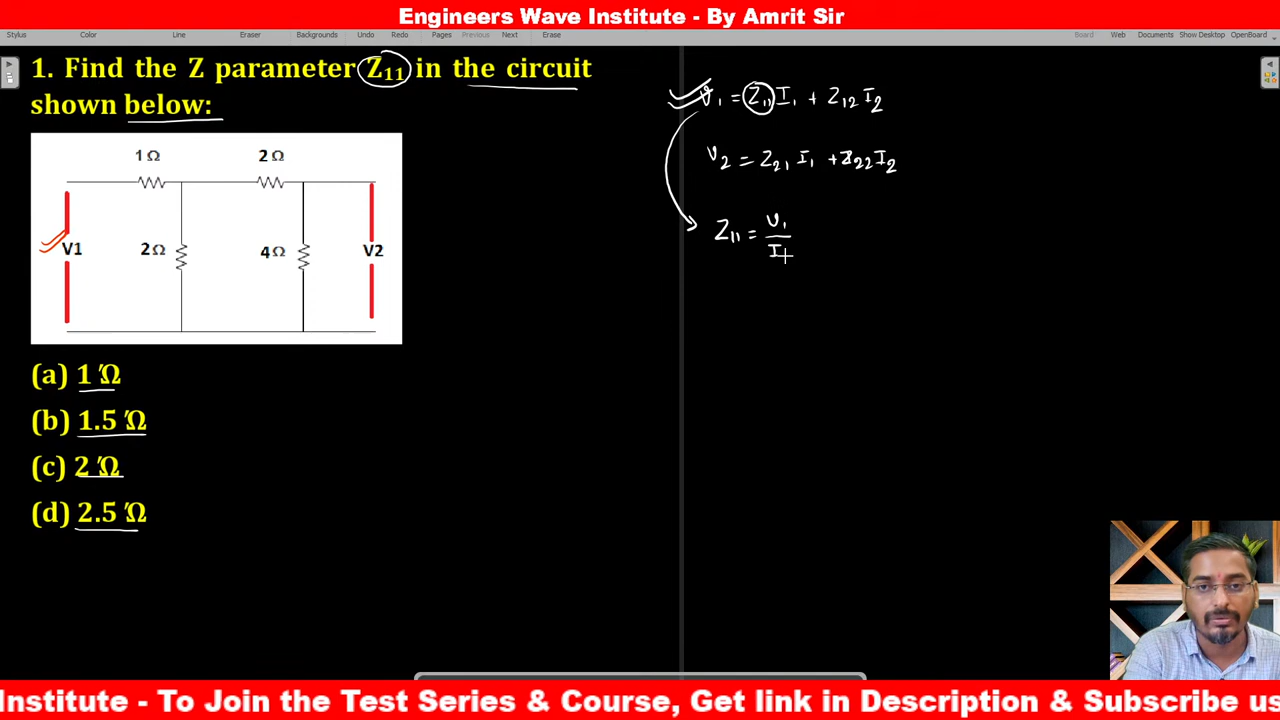 Engineers Wave Institute - By Amrit Sir
Style Color Line Eraser Backgrounds Undo Redo Pages Previous Next Erase Board Web Documents Show Desktop OpenBoard
1. Find the Z parameter Z11 in the circuit
shown below:
1 Ω 2 Ω
V1 2 Ω 4 Ω V2
(a) 1 Ω
(b) 1.5 Ω
(c) 2 Ω
(d) 2.5 Ω
V1 = Z11 I1 + Z12 I2
V2 = Z21 I1 + Z22 I2
Z11 = V1
I1
Institute - To Join the Test Series & Course, Get link in Description & Subscribe us